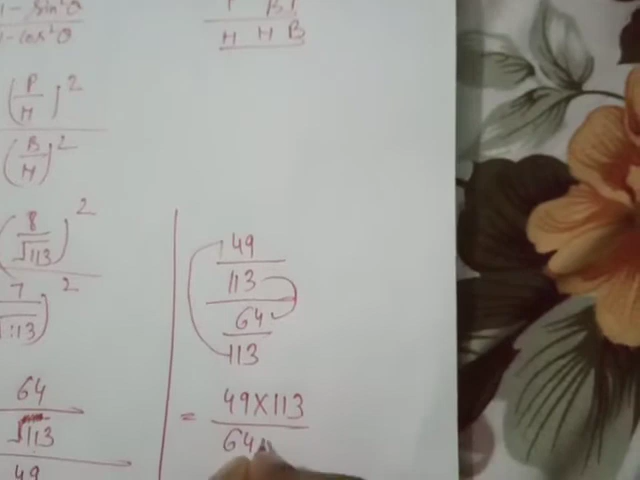 1 - sin²θ
1 - cos²θ
P B P
H H B
(P/H)²
(B/H)²
(8/√113)²
(7/√113)²
64
√113
49
49
113
64
113
= 49×113
64